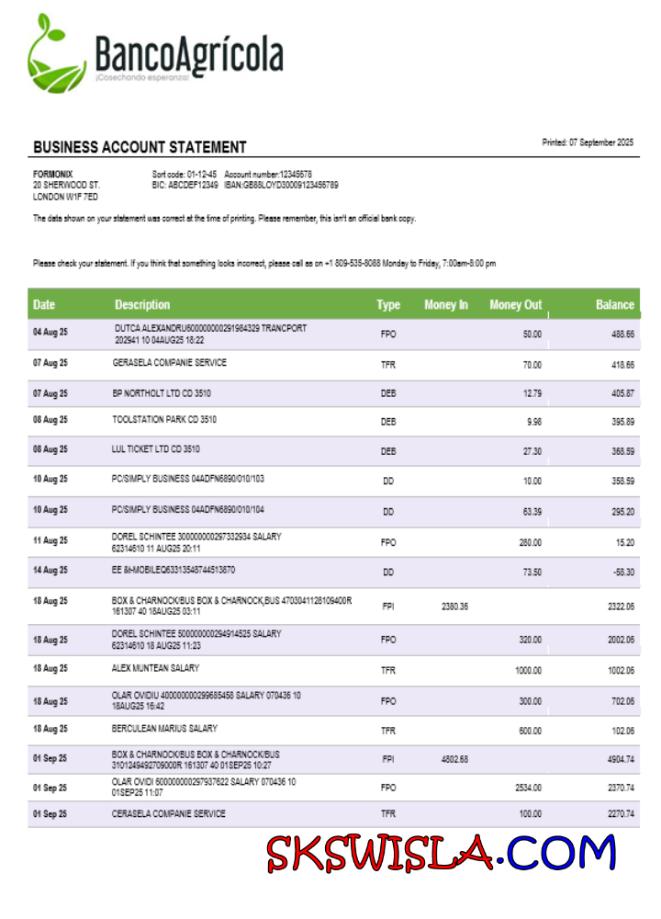 BancoAgrícola
¡Cosechando esperanza!
BUSINESS ACCOUNT STATEMENT
Printed: 07 September 2025
FORMONIX
20 SHERWOOD ST.
LONDON W1F 7ED
Sort code: 01-12-45 Account number:12345678
BIC: ABCDEF12349 IBAN:GB88LOYD30009123456789
The data shown on your statement was correct at the time of printing. Please remember, this isn't an official bank copy.
Please check your statement. If you think that something looks incorrect, please call as on +1 809-535-8088 Monday to Friday, 7:00am-8:00 pm
Date Description Type Money In Money Out Balance
04 Aug 25 DUTCA ALEXANDRU600000000291984329 TRANCPORT FPO 50.00 488.66
202941 10 04AUG25 18:22
07 Aug 25 GERASELA COMPANIE SERVICE TFR 70.00 418.66
07 Aug 25 BP NORTHOLT LTD CD 3510 DEB 12.79 405.87
08 Aug 25 TOOLSTATION PARK CD 3510 DEB 9.98 395.89
08 Aug 25 LUL TICKET LTD CD 3510 DEB 27.30 368.59
10 Aug 25 PC/SIMPLY BUSINESS 04ADFN6890/010/103 DD 10.00 358.59
10 Aug 25 PC/SIMPLY BUSINESS 04ADFN6890/010/104 DD 63.39 295.20
11 Aug 25 DOREL SCHINTEE 300000000297332934 SALARY FPO 280.00 15.20
62314610 11 AUG25 20:11
14 Aug 25 EE &t-MOBILEQ63313548744513870 DD 73.50 -58.30
18 Aug 25 BOX & CHARNOCK/BUS BOX & CHARNOCK,BUS 4703041128109400R FPI 2380.36 2322.06
161307 40 18AUG25 03:11
18 Aug 25 DOREL SCHINTEE 500000000294914525 SALARY FPO 320.00 2002.06
62314610 18 AUG25 11:23
18 Aug 25 ALEX MUNTEAN SALARY TFR 1000.00 1002.06
18 Aug 25 OLAR OVIDIU 400000000299685458 SALARY 070436 10 FPO 300.00 702.06
18AUG25 16:42
18 Aug 25 BERCULEAN MARIUS SALARY TFR 600.00 102.06
01 Sep 25 BOX & CHARNOCK/BUS BOX & CHARNOCK/BUS FPI 4802.68 4904.74
3101249492709000R 161307 40 01SEP25 10:27
01 Sep 25 OLAR OVIDI 600000000297937622 SALARY 070436 10 FPO 2534.00 2370.74
01SEP25 11:07
01 Sep 25 CERASELA COMPANIE SERVICE TFR 100.00 2270.74
SKSWISLA.COM